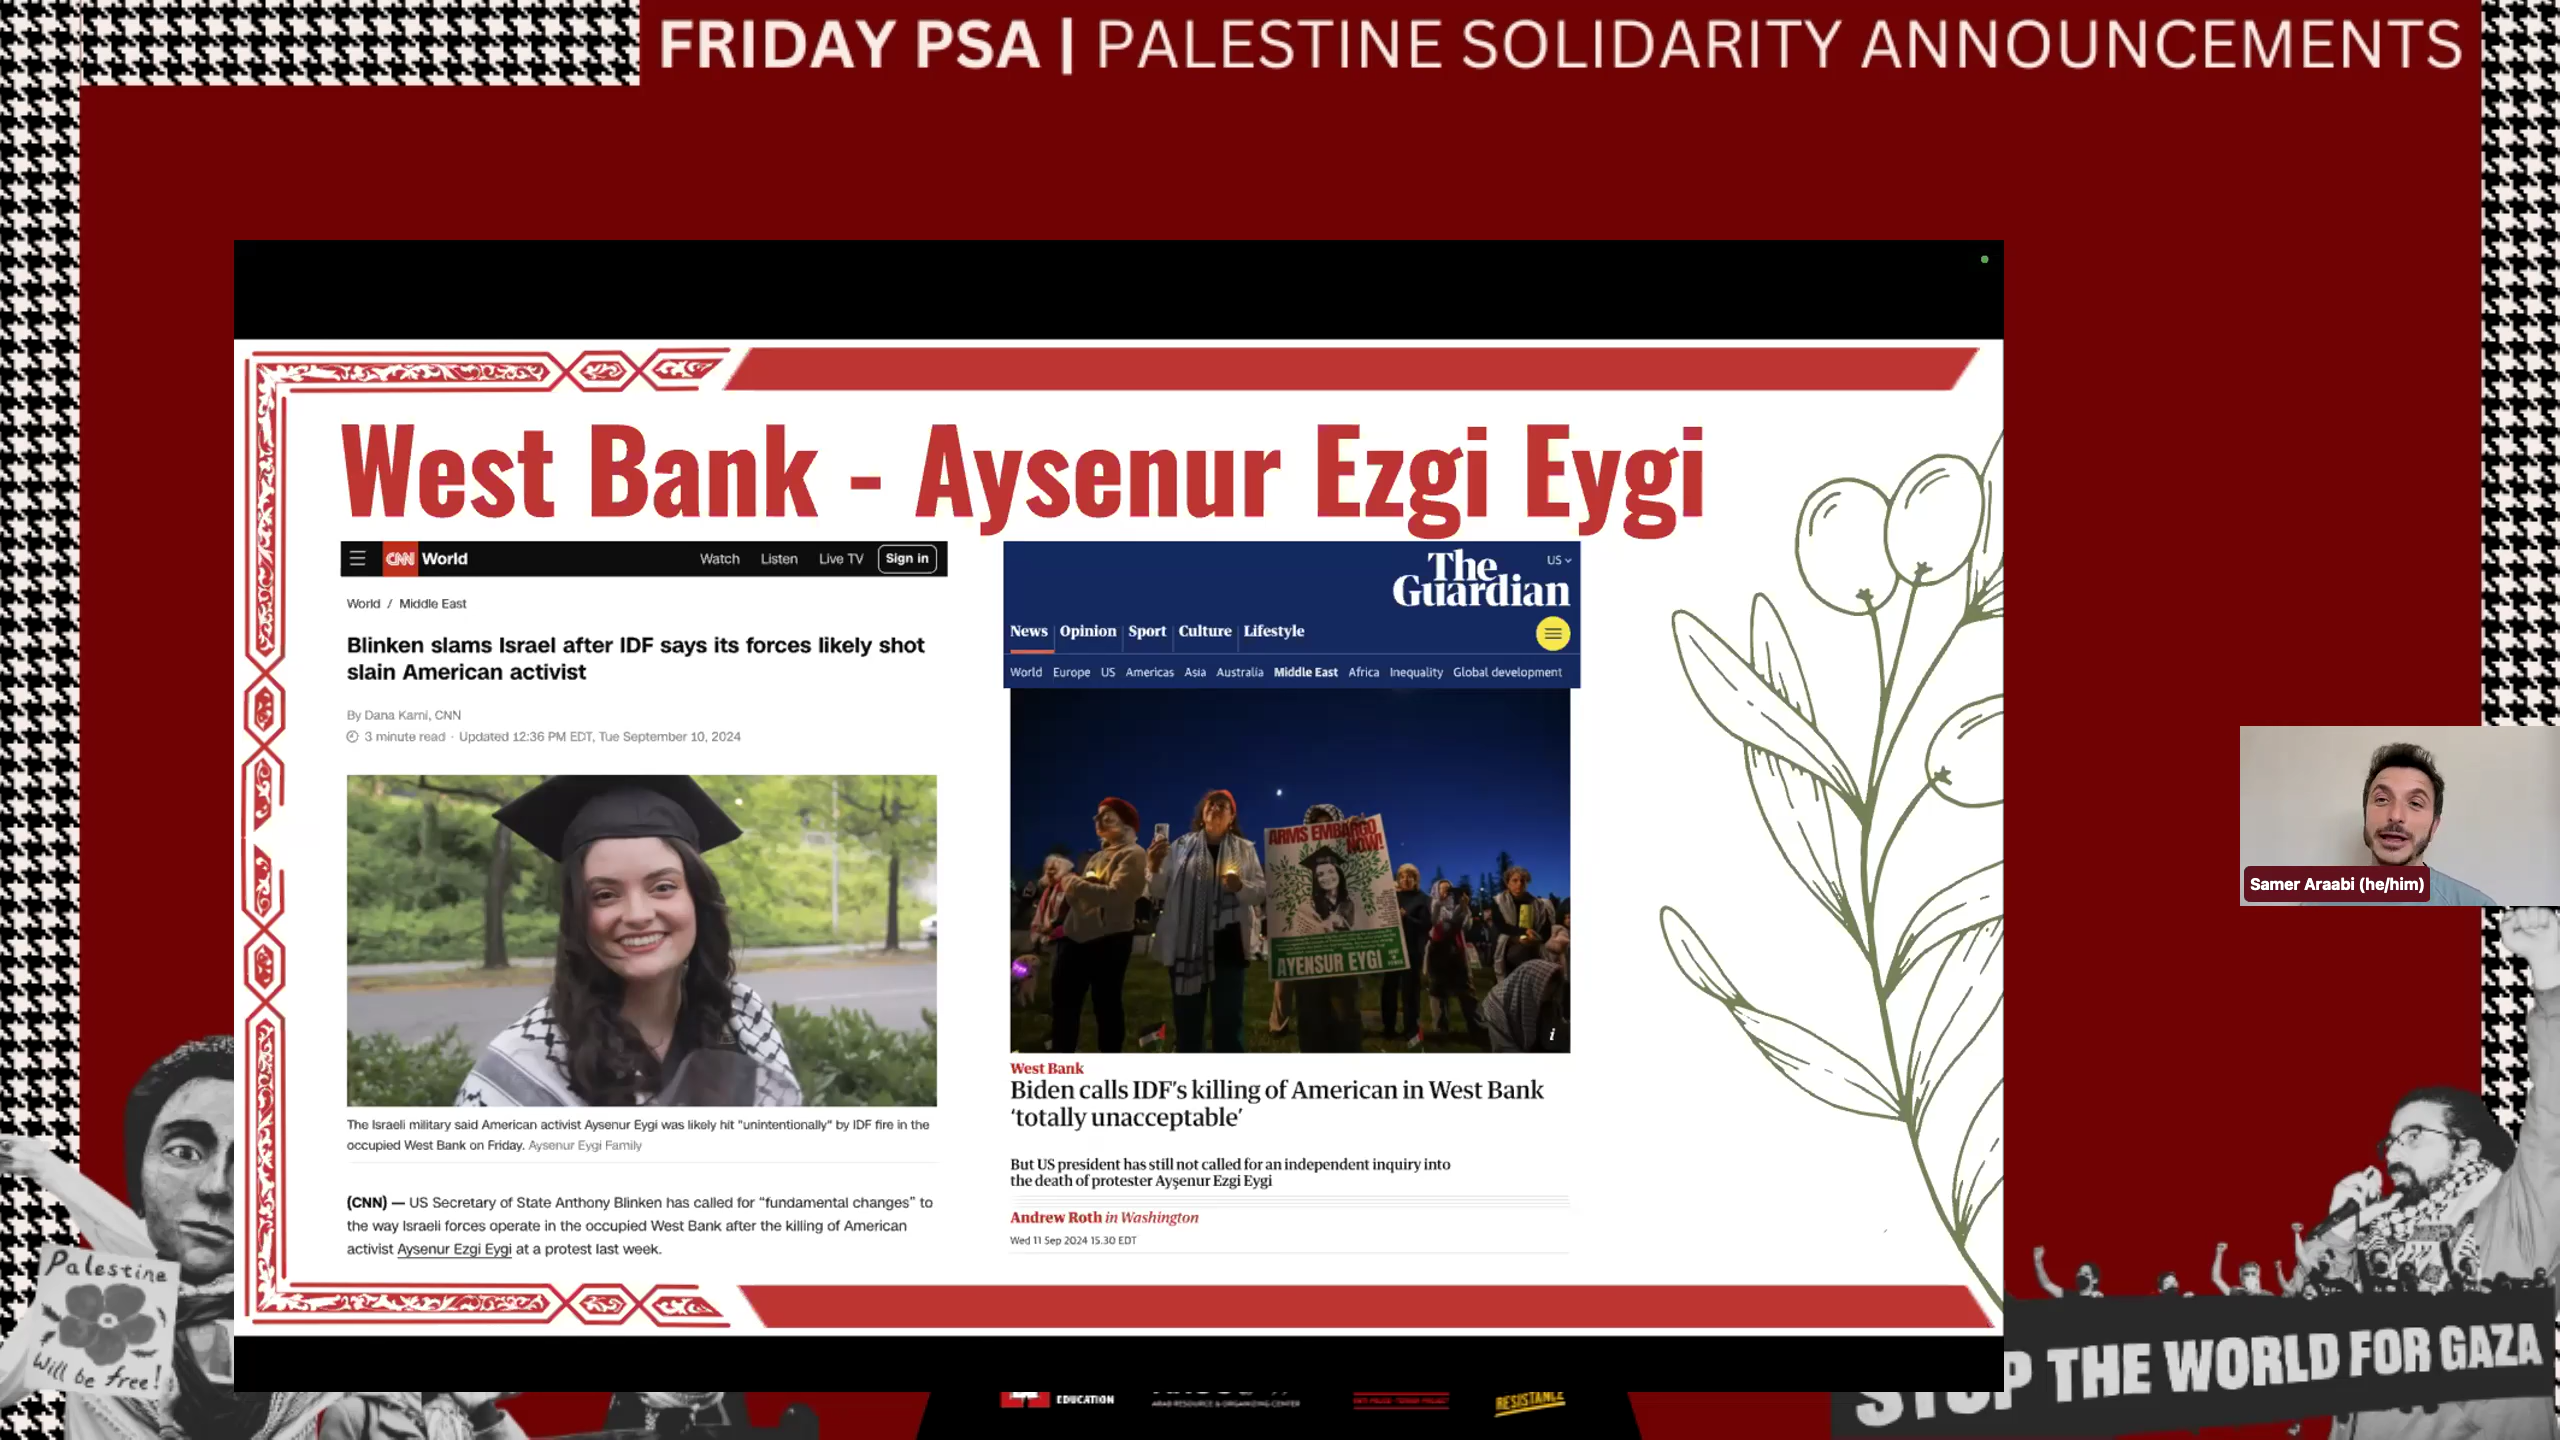 FRIDAY PSA | PALESTINE SOLIDARITY ANNOUNCEMENTS
West Bank - Aysenur Ezgi Eygi
CNN World Watch Listen Live TV Sign in
World / Middle East
Blinken slams Israel after IDF says its forces likely shot
slain American activist
By Dana Karni, CNN
3 minute read · Updated 12:36 PM EDT, Tue September 10, 2024
The Israeli military said American activist Aysenur Eygi was likely hit "unintentionally" by IDF fire in the
occupied West Bank on Friday. Aysenur Eygi Family
(CNN) — US Secretary of State Anthony Blinken has called for “fundamental changes” to
the way Israeli forces operate in the occupied West Bank after the killing of American
activist Aysenur Ezgi Eygi at a protest last week.
The
Guardian
US
News Opinion Sport Culture Lifestyle
World Europe US Americas Asia Australia Middle East Africa Inequality Global development
ARMS EMBARGO
NOW!
AYENSUR EYGI
West Bank
Biden calls IDF’s killing of American in West Bank
‘totally unacceptable’
But US president has still not called for an independent inquiry into
the death of protester Ayşenur Ezgi Eygi
Andrew Roth in Washington
Wed 11 Sep 2024 15.30 EDT
Samer Araabi (he/him)
Palestine
will be free!
STOP THE WORLD FOR GAZA
EDUCATION
ARAB RESOURCE & ORGANIZING CENTER
RESISTANCE